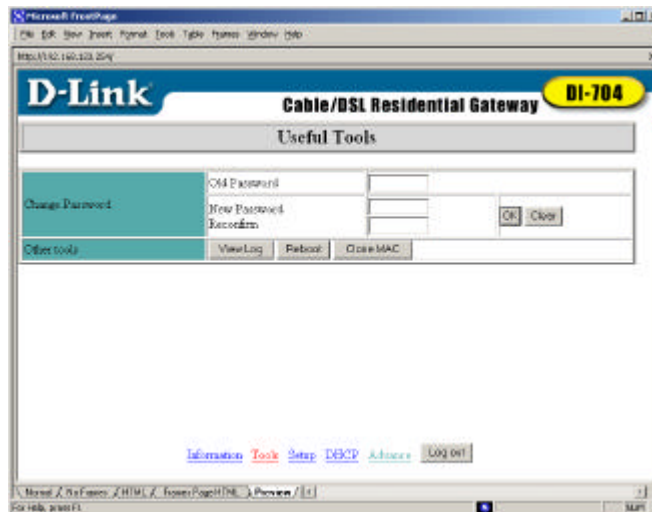 Microsoft FrontPage
File Edit View Insert Format Tools Table Frames Window Help
http://192.168.123.254/
D-Link
Cable/DSL Residential Gateway
DI-704
Useful Tools
Change Password
Old Password
New Password
Reconfirm
OK Clear
Other tools
View Log Reboot Clone MAC
Information Tools Setup DHCP Advance Log out
Normal No Frames HTML Frames Page HTML Preview
For Help, press F1
NUM